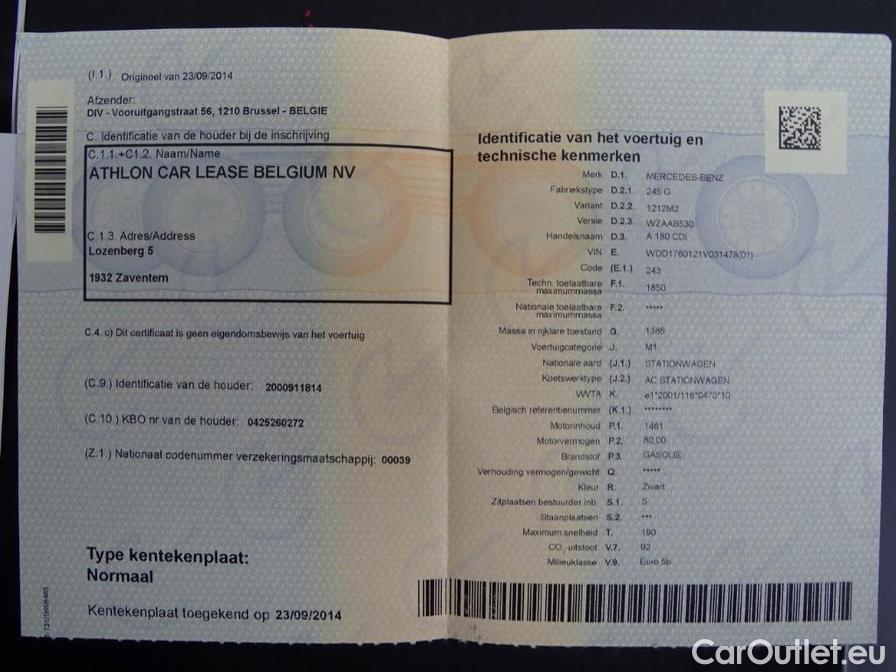 (I.1.) Origineel van 23/09/2014
Afzender:
DIV - Vooruitgangstraat 56, 1210 Brussel - BELGIE
C. Identificatie van de houder bij de inschrijving
C.1.1.+C1.2. Naam/Name
ATHLON CAR LEASE BELGIUM NV
C.1.3. Adres/Address
Lozenberg 5
1932 Zaventem
C.4. c) Dit certificaat is geen eigendomsbewijs van het voertuig
(C.9.) Identificatie van de houder: 2000911814
(C.10.) KBO nr van de houder: 0425260272
(Z.1.) Nationaal codenummer verzekeringsmaatschappij: 00039
Type kentekenplaat:
Normaal
Kentekenplaat toegekend op 23/09/2014
Identificatie van het voertuig en
technische kenmerken
Merk D.1. MERCEDES-BENZ
Fabriekstype D.2.1. 245 G
Variant D.2.2. 1212M2
Versie D.2.3. WZAAB530
Handelsnaam D.3. A 180 CDI
VIN E. WDD1760121V031478(01)
Code (E.1.) 243
Techn. toelaatbare F.1. 1850
maximummassa
Nationale toelaatbare F.2. *****
maximummassa
Massa in rijklare toestand G. 1385
Voertuigcategorie J. M1
Nationale aard (J.1.) STATIONWAGEN
Koetswerktype (J.2.) AC STATIONWAGEN
WVTA K. e1*2001/116*0470*10
Belgisch referentienummer (K.1.) ********
Motorinhoud P.1. 1461
Motorvermogen P.2. 80,00
Brandstof P.3. GASOLIE
Verhouding vermogen/gewicht Q. *****
Kleur R. Zwart
Zitplaatsen bestuurder inb. S.1. 5
Staanplaatsen S.2. ***
Maximum snelheid T. 190
CO2-uitstoot V.7. 92
Milieuklasse V.9. Euro 5b
CarOutlet.eu